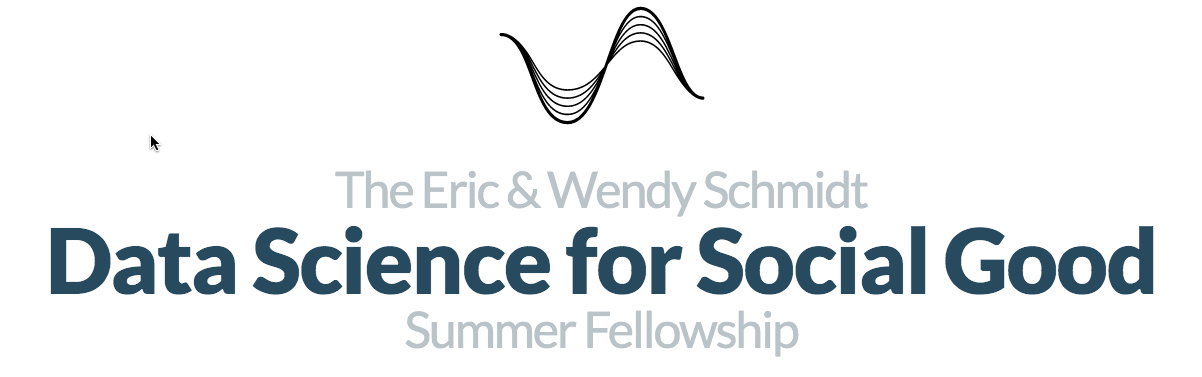 The Eric & Wendy Schmidt
Data Science for Social Good
Summer Fellowship